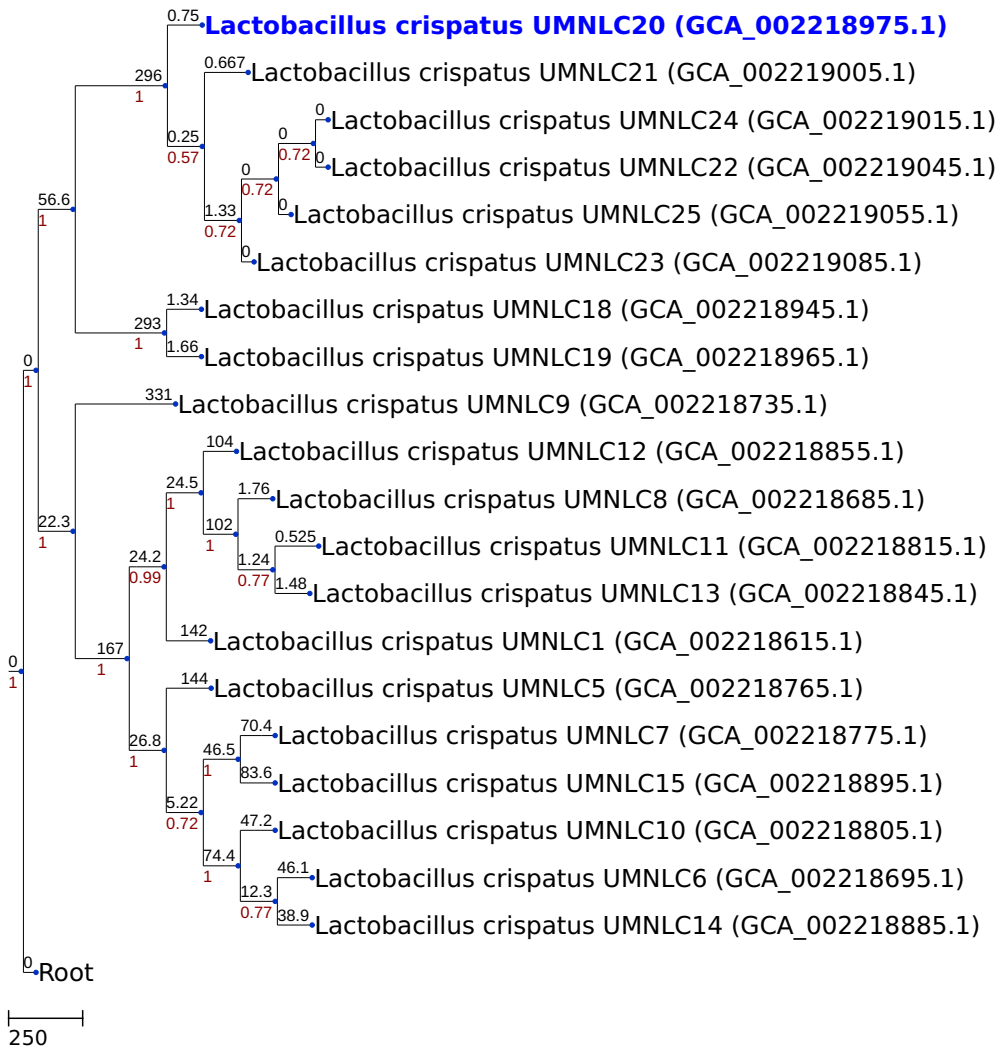 0.75
Lactobacillus crispatus UMNLC20 (GCA_002218975.1)
0.667
Lactobacillus crispatus UMNLC21 (GCA_002219005.1)
296
1
0
Lactobacillus crispatus UMNLC24 (GCA_002219015.1)
0.25
0.57
0
0.72
0
Lactobacillus crispatus UMNLC22 (GCA_002219045.1)
0
0.72
0
Lactobacillus crispatus UMNLC25 (GCA_002219055.1)
56.6
1
1.33
0.72
0
Lactobacillus crispatus UMNLC23 (GCA_002219085.1)
1.34
Lactobacillus crispatus UMNLC18 (GCA_002218945.1)
293
1
1.66
Lactobacillus crispatus UMNLC19 (GCA_002218965.1)
0
1
331
Lactobacillus crispatus UMNLC9 (GCA_002218735.1)
104
Lactobacillus crispatus UMNLC12 (GCA_002218855.1)
24.5
1
1.76
Lactobacillus crispatus UMNLC8 (GCA_002218685.1)
22.3
1
102
1
0.525
Lactobacillus crispatus UMNLC11 (GCA_002218815.1)
24.2
0.99
1.24
0.77
1.48
Lactobacillus crispatus UMNLC13 (GCA_002218845.1)
142
Lactobacillus crispatus UMNLC1 (GCA_002218615.1)
167
1
0
1
144
Lactobacillus crispatus UMNLC5 (GCA_002218765.1)
26.8
1
70.4
Lactobacillus crispatus UMNLC7 (GCA_002218775.1)
46.5
1
83.6
Lactobacillus crispatus UMNLC15 (GCA_002218895.1)
5.22
0.72
47.2
Lactobacillus crispatus UMNLC10 (GCA_002218805.1)
74.4
1
46.1
Lactobacillus crispatus UMNLC6 (GCA_002218695.1)
12.3
0.77
38.9
Lactobacillus crispatus UMNLC14 (GCA_002218885.1)
0
Root
250